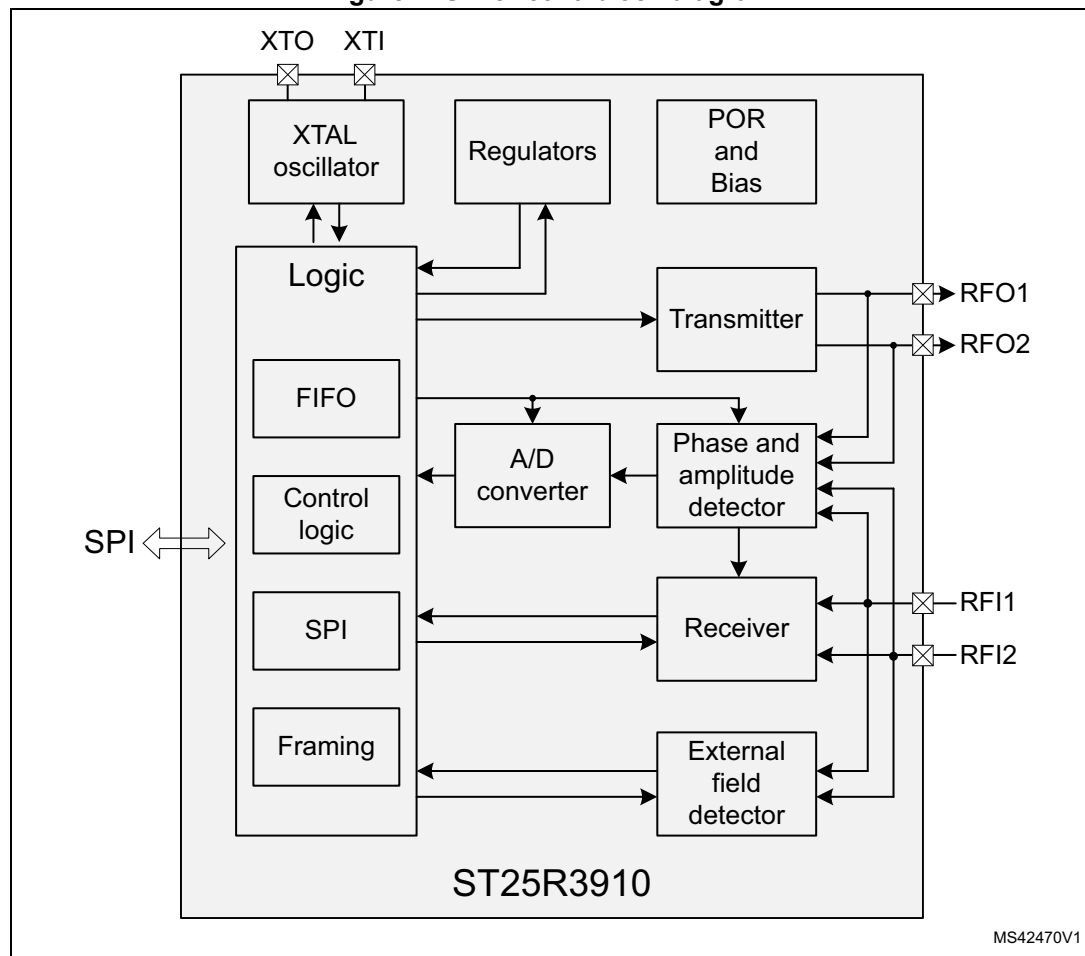 XTO XTI
XTAL
oscillator
Regulators
POR
and
Bias
Logic
Transmitter
RFO1
RFO2
FIFO
A/D
converter
Phase and
amplitude
detector
Control
logic
SPI
SPI
Receiver
RFI1
RFI2
Framing
External
field
detector
ST25R3910
MS42470V1